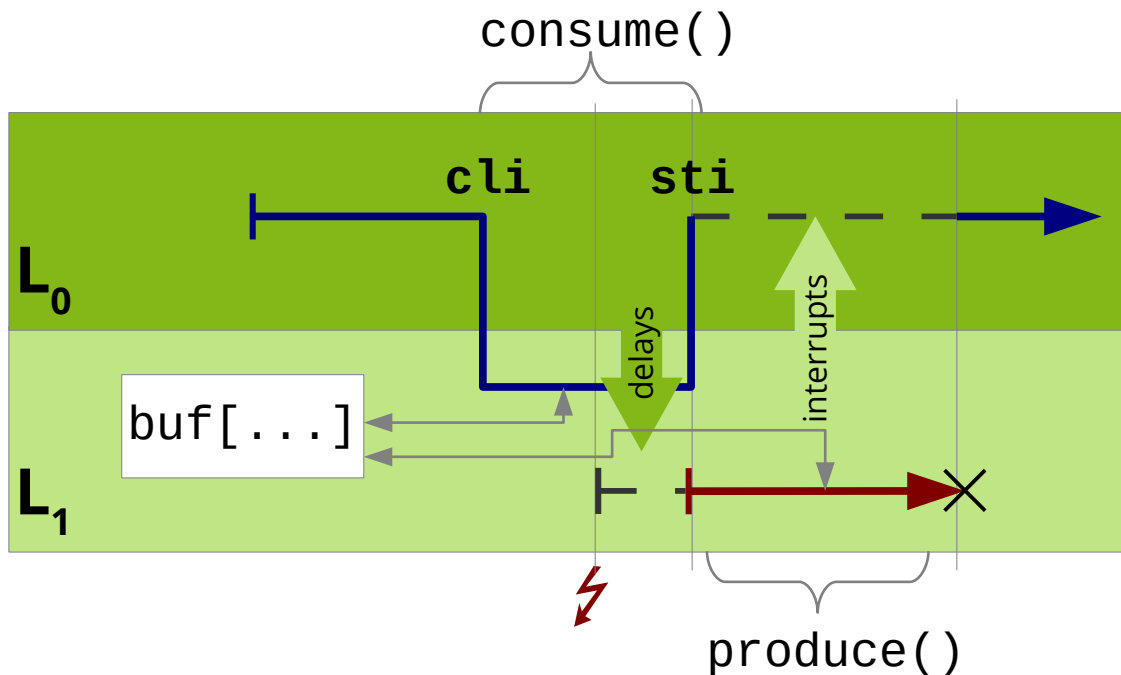 consume()
cli
sti
L₀
delays
interrupts
buf[...]
L₁
produce()